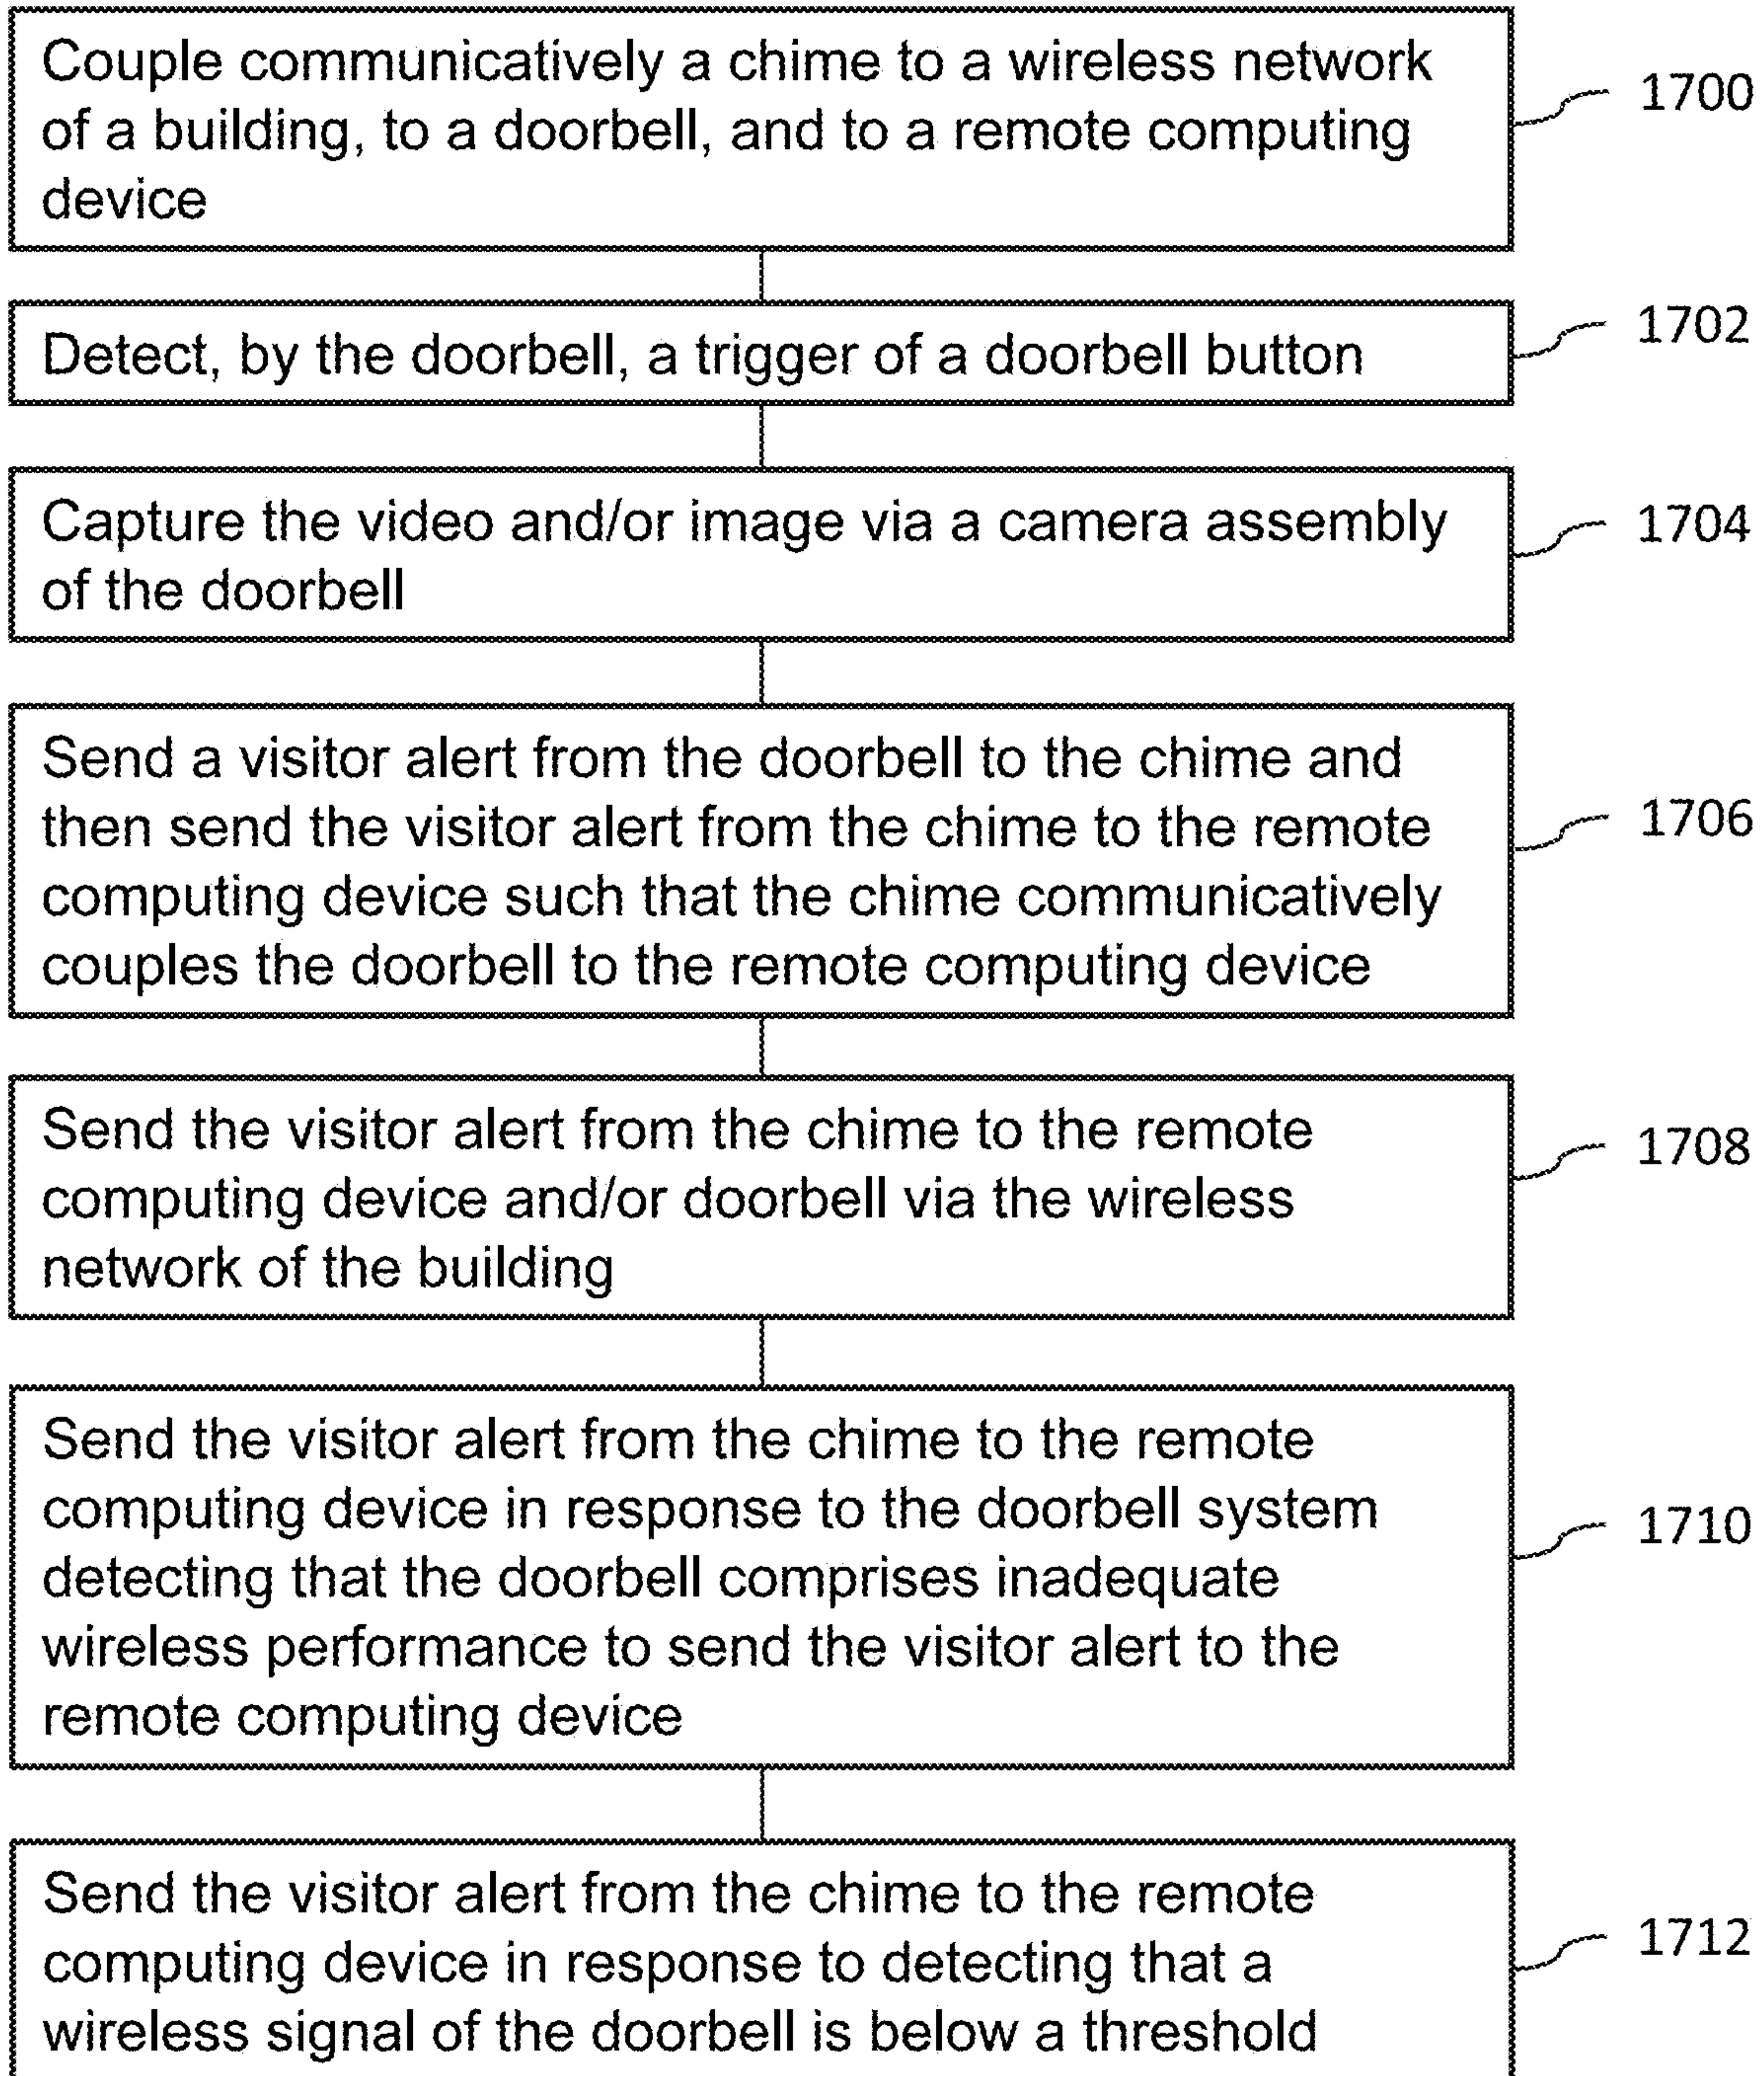 Couple communicatively a chime to a wireless network
of a building, to a doorbell, and to a remote computing
device
1700
Detect, by the doorbell, a trigger of a doorbell button
1702
Capture the video and/or image via a camera assembly
of the doorbell
1704
Send a visitor alert from the doorbell to the chime and
then send the visitor alert from the chime to the remote
computing device such that the chime communicatively
couples the doorbell to the remote computing device
1706
Send the visitor alert from the chime to the remote
computing device and/or doorbell via the wireless
network of the building
1708
Send the visitor alert from the chime to the remote
computing device in response to the doorbell system
detecting that the doorbell comprises inadequate
wireless performance to send the visitor alert to the
remote computing device
1710
Send the visitor alert from the chime to the remote
computing device in response to detecting that a
wireless signal of the doorbell is below a threshold
1712